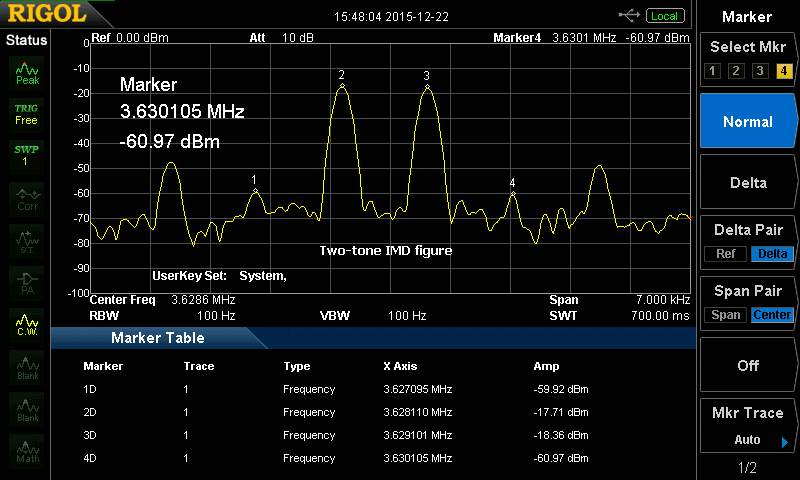 RIGOL
15:48:04 2015-12-22
Local
Status
Peak
TRIG
Free
SWP
1
Corr
S.T.
PA
C.W.
Blank
Blank
Math
Ref 0.00 dBm Att 10 dB Marker4 3.6301 MHz -60.97 dBm
0
-10
-20
-30
-40
-50
-60
-70
-80
-90
-100
Marker
3.630105 MHz
-60.97 dBm
1
2
3
4
Two-tone IMD figure
UserKey Set: System,
Center Freq 3.6286 MHz Span 7.000 kHz
RBW 100 Hz VBW 100 Hz SWT 700.00 ms
Marker Table
Marker Trace Type X Axis Amp
1D 1 Frequency 3.627095 MHz -59.92 dBm
2D 1 Frequency 3.628110 MHz -17.71 dBm
3D 1 Frequency 3.629101 MHz -18.36 dBm
4D 1 Frequency 3.630105 MHz -60.97 dBm
Marker
Select Mkr
1 2 3 4
Normal
Delta
Delta Pair
Ref Delta
Span Pair
Span Center
Off
Mkr Trace
Auto
1/2